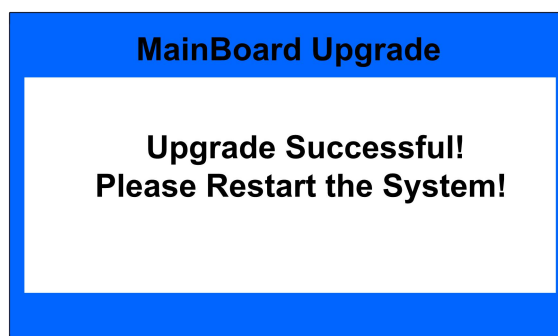 MainBoard Upgrade
Upgrade Successful!
Please Restart the System!